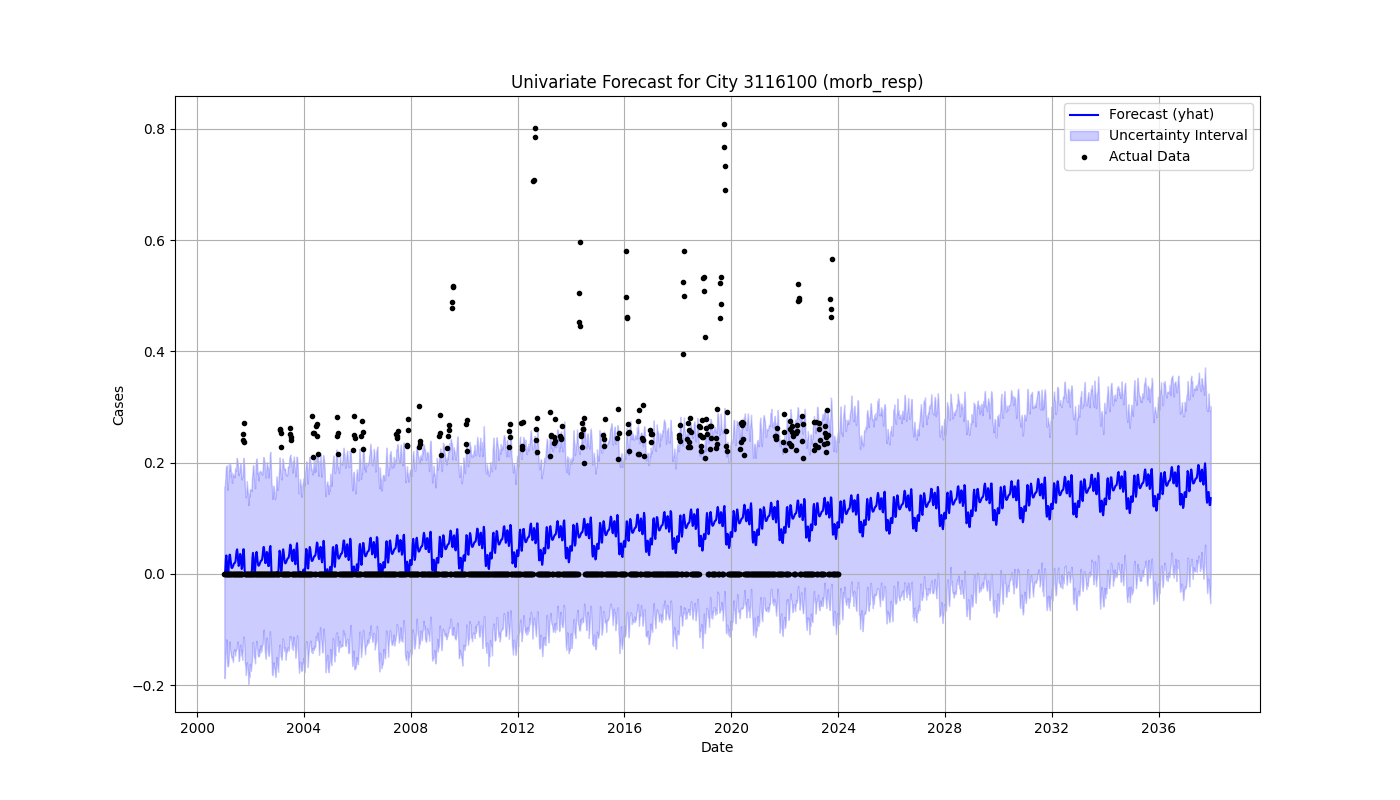 Univariate Forecast for City 3116100 (morb_resp)
Forecast (yhat)
Uncertainty Interval
Actual Data
Cases
0.8
0.6
0.4
0.2
0.0
−0.2
2000 2004 2008 2012 2016 2020 2024 2028 2032 2036
Date